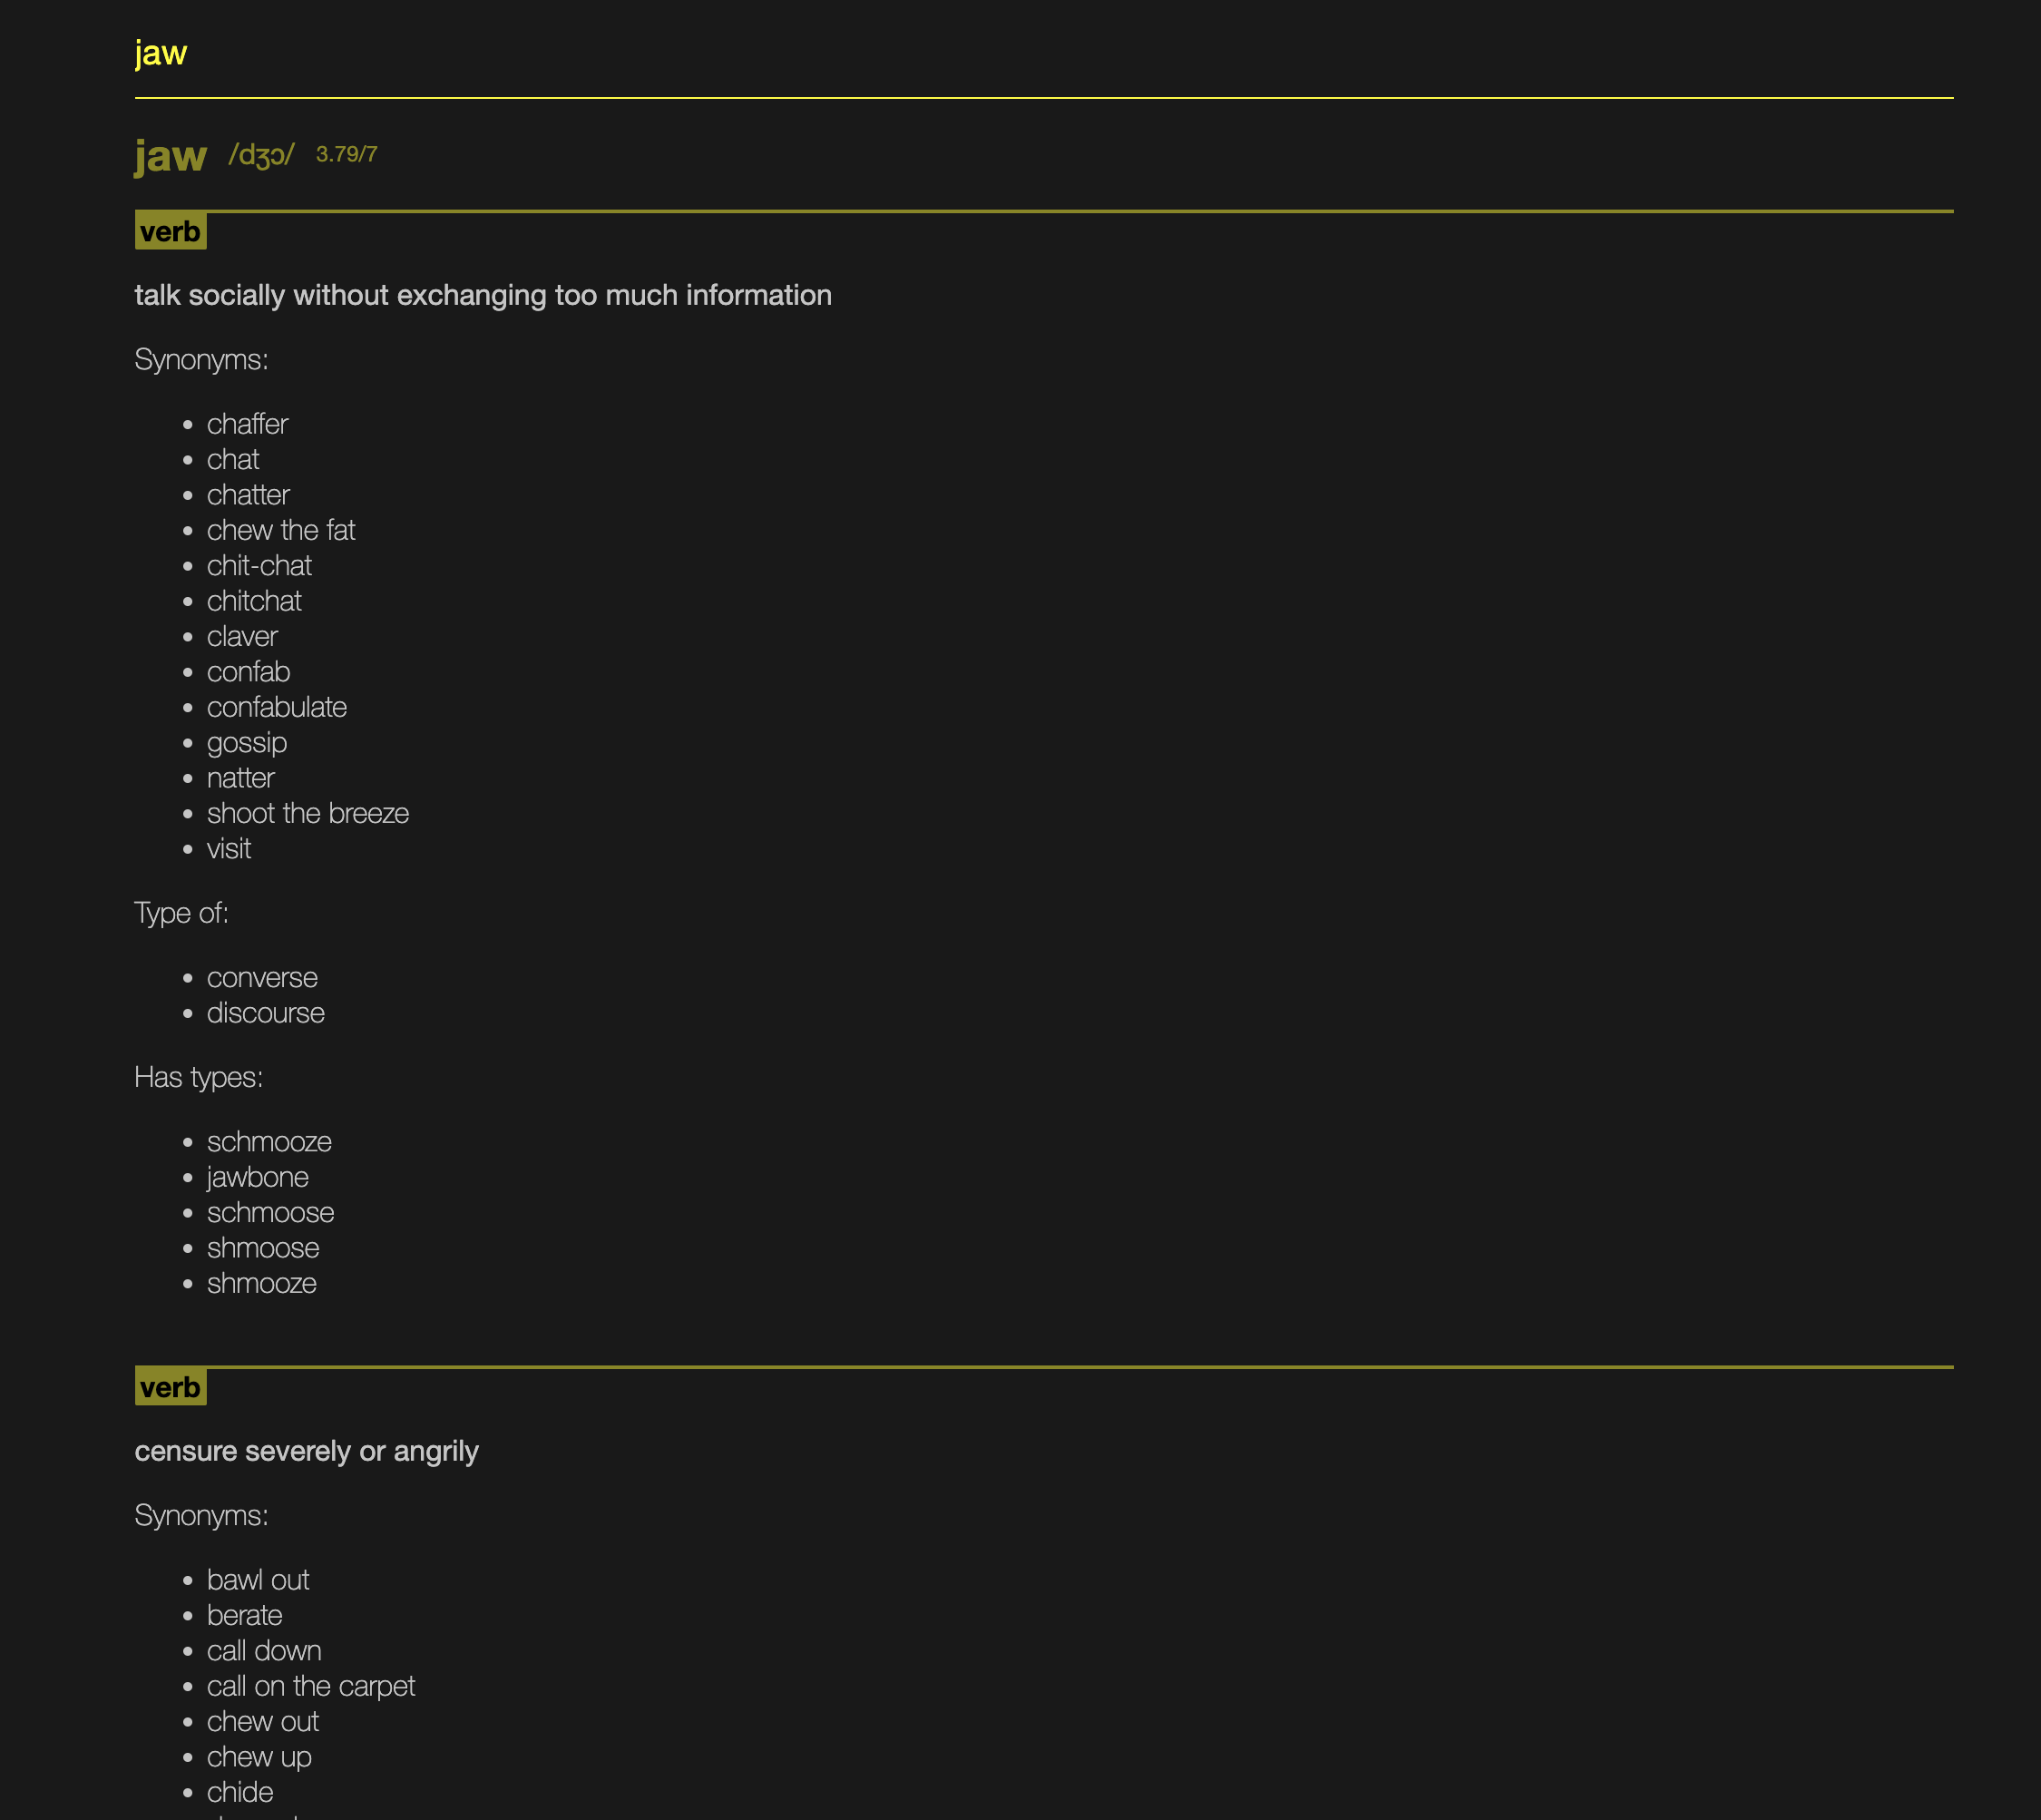 jaw
jaw /dʒɔ/ 3.79/7
verb
talk socially without exchanging too much information
Synonyms:
chaffer
chat
chatter
chew the fat
chit-chat
chitchat
claver
confab
confabulate
gossip
natter
shoot the breeze
visit
Type of:
converse
discourse
Has types:
schmooze
jawbone
schmoose
shmoose
shmooze
verb
censure severely or angrily
Synonyms:
bawl out
berate
call down
call on the carpet
chew out
chew up
chide